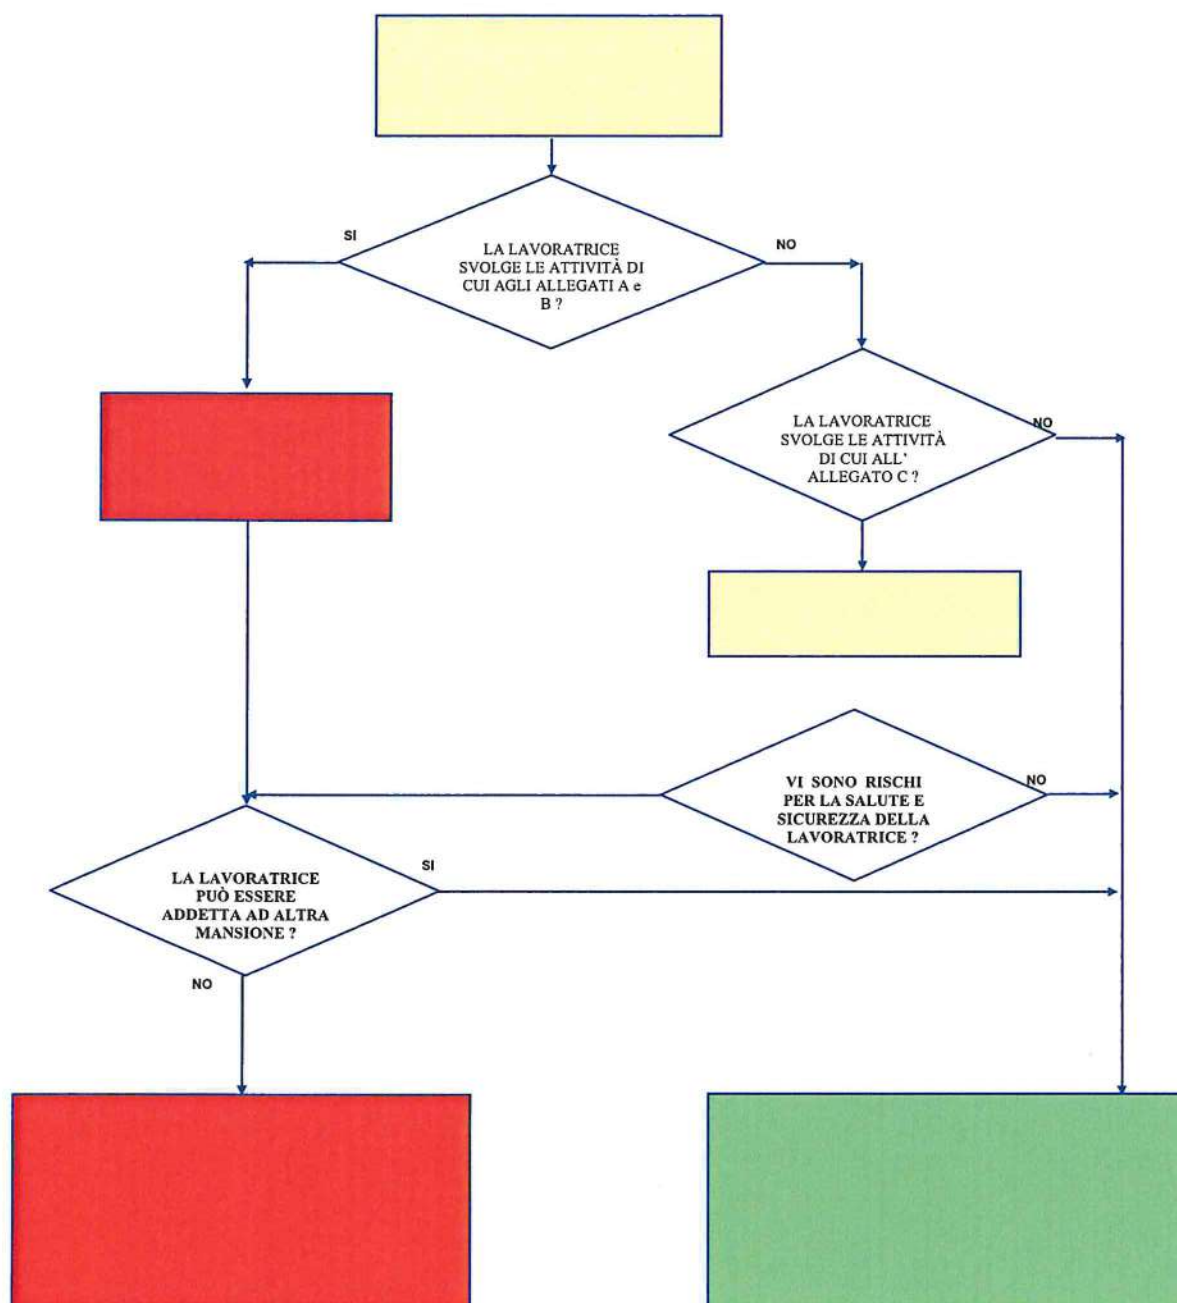 SI
NO
LA LAVORATRICE
SVOLGE LE ATTIVITÀ DI
CUI AGLI ALLEGATI A e
B ?
NO
LA LAVORATRICE
SVOLGE LE ATTIVITÀ
DI CUI ALL'
ALLEGATO C ?
NO
VI SONO RISCHI
PER LA SALUTE E
SICUREZZA DELLA
LAVORATRICE ?
SI
LA LAVORATRICE
PUÒ ESSERE
ADDETTA AD ALTRA
MANSIONE ?
NO